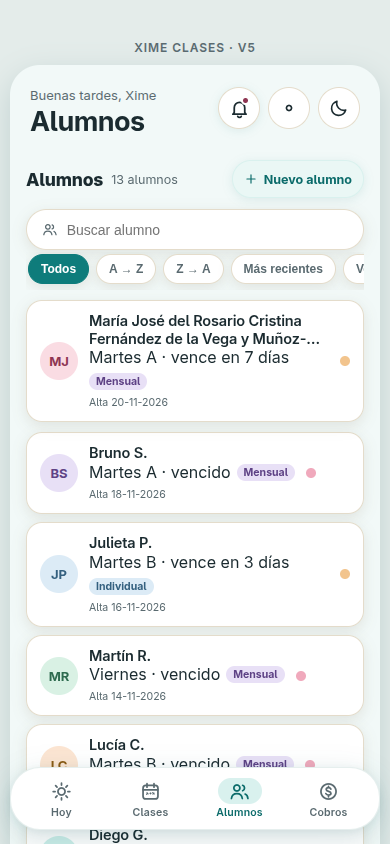 XIME CLASES · V5
Buenas tardes, Xime
Alumnos
Alumnos 13 alumnos
+ Nuevo alumno
Buscar alumno
Todos
A → Z
Z → A
Más recientes
V
María José del Rosario Cristina
Fernández de la Vega y Muñoz-...
MJ
Martes A · vence en 7 días
Mensual
Alta 20-11-2026
Bruno S.
BS
Martes A · vencido Mensual
Alta 18-11-2026
Julieta P.
JP
Martes B · vence en 3 días
Individual
Alta 16-11-2026
Martín R.
MR
Viernes · vencido Mensual
Alta 14-11-2026
Lucía C.
LC
Martes B · vencido Mensual
Hoy
Clases
Alumnos
Cobros
Diego G.